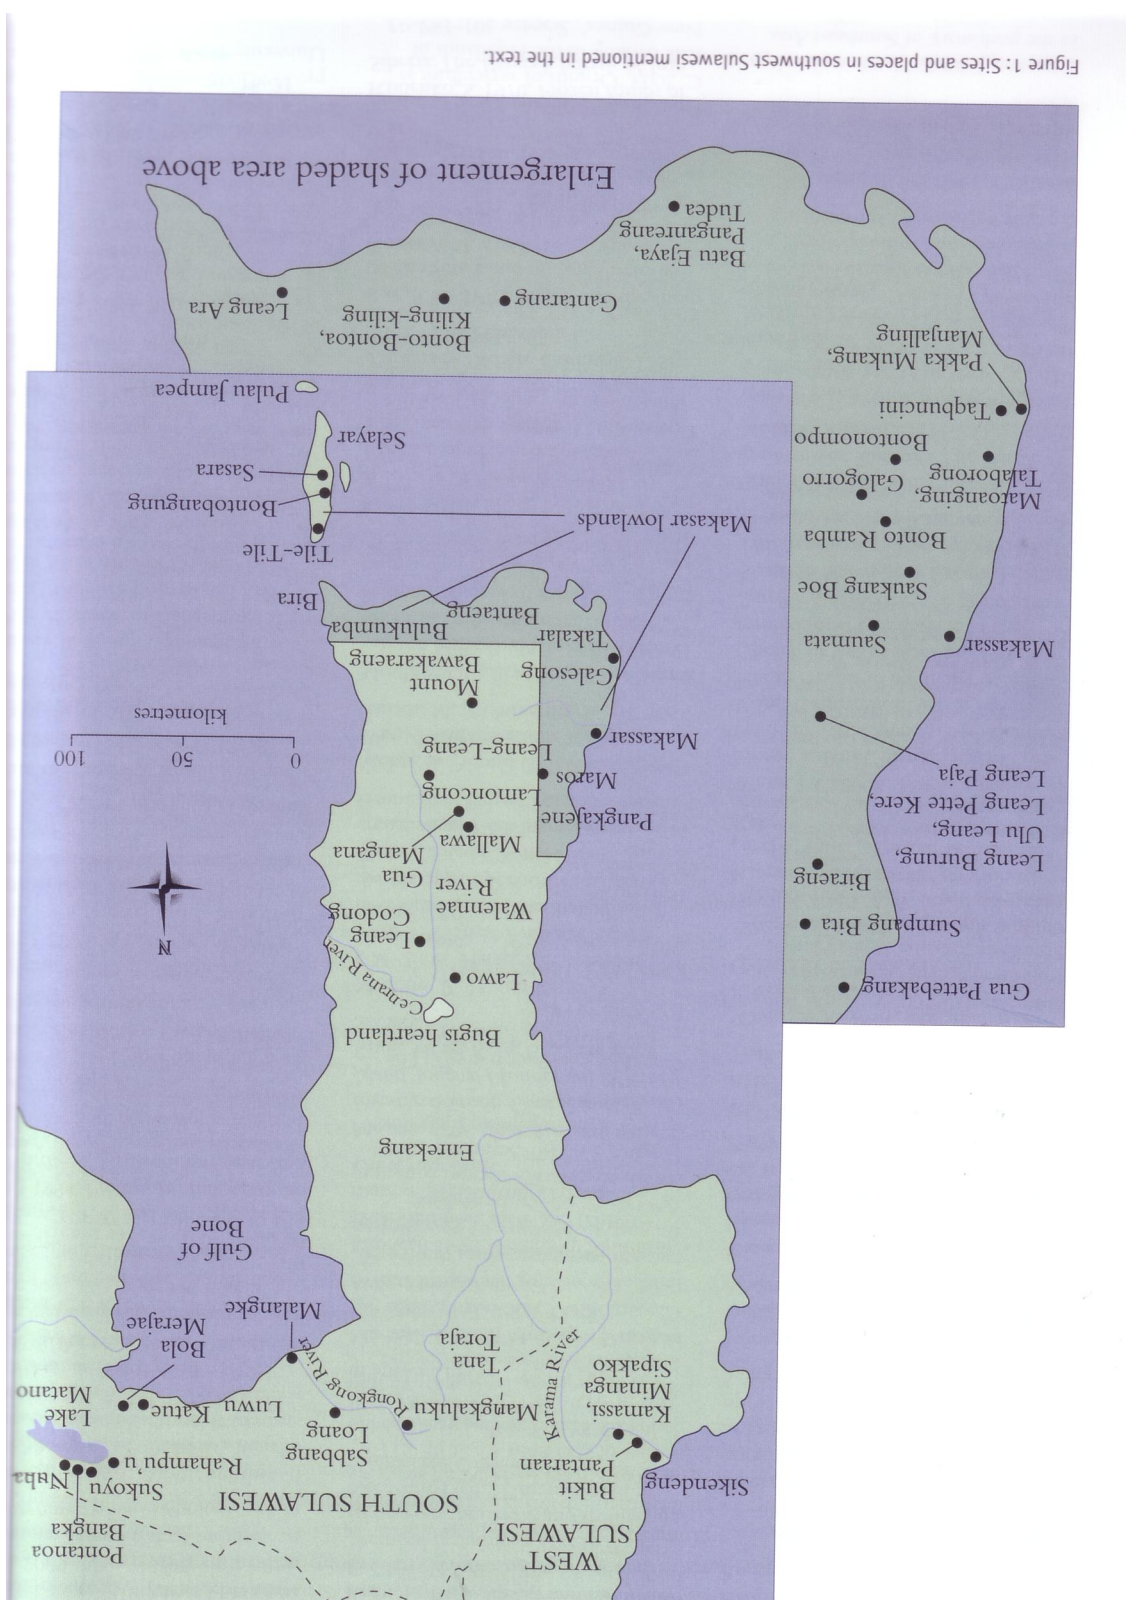 WEST
SULAWESI
Pontanoa
Bangka
SOUTH SULAWESI
Sikendeng
Bukit
Pantaraan
Sukoyu
Nuha
Rahampu'u
Sabbang
Loang
Kamassi,
Minanga
Sipakko
Mangkaluku
Luwu
Katue
Lake
Matano
Karama River
Rongkong River
Tana
Toraja
Bola
Merajae
Malangke
Gulf of
Bone
Enrekang
Bugis heartland
Cenrana River
Lawo
Leang
Codong
Walennae
River
Gua
Mangana
Mallawa
N
Pangkajene
Lamoncong
Maros
Leang-Leang
0
50
100
kilometres
Makassar
Mount
Bawakaraeng
Galesong
Takalar
Bulukumba
Bantaeng
Bira
Makasar lowlands
Tile-Tile
Bontobangung
Sasara
Selayar
Pulau Jampea
Gua Pattebakang
Sumpang Bita
Biraeng
Leang Burung,
Ulu Leang,
Leang Pette Kere,
Leang Paja
Makassar
Saumata
Saukang Boe
Bonto Ramba
Matoanging,
Talaborong
Galogorro
Bontonompo
Taqbuncini
Pakka Mukang,
Manjalling
Bonto-Bontoa,
Kiling-kiling
Gantarang
Leang Ara
Batu Ejaya,
Panganreang
Tudea
Enlargement of shaded area above
Figure 1: Sites and places in southwest Sulawesi mentioned in the text.